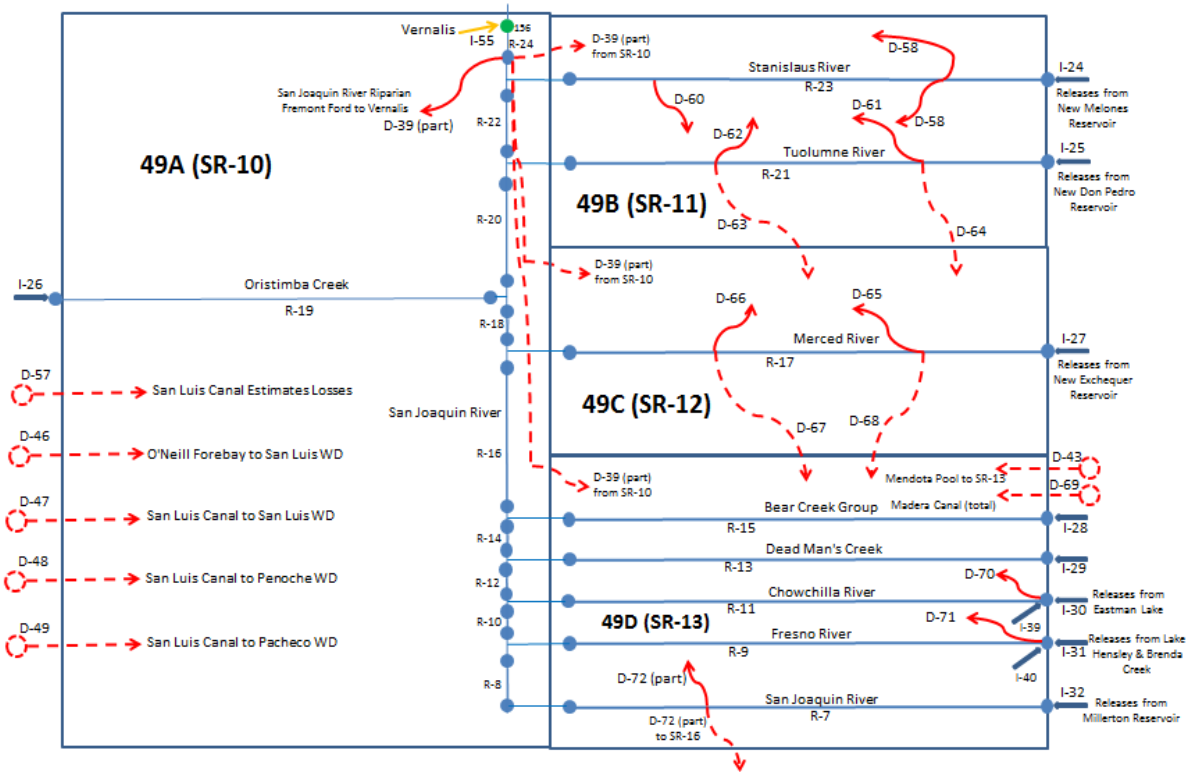 Vernalis
156
I-55
R-24
D-39 (part)
from SR-10
D-58
Stanislaus River
R-23
I-24
Releases from
New Melones
Reservoir
San Joaquin River Riparian
Fremont Ford to Vernalis
D-39 (part)
R-22
D-60
D-61
D-58
D-62
49A (SR-10)
Tuolumne River
R-21
I-25
Releases from
New Don Pedro
Reservoir
49B (SR-11)
R-20
D-63
D-64
D-39 (part)
from SR-10
I-26
Oristimba Creek
R-19
R-18
D-66
D-65
Merced River
R-17
I-27
Releases from
New Exchequer
Reservoir
D-57
San Luis Canal Estimates Losses
San Joaquin River
49C (SR-12)
D-67
D-68
D-46
O'Neill Forebay to San Luis WD
R-16
D-39 (part)
from SR-10
D-43
Mendota Pool to SR-13
D-69
Madera Canal (total)
D-47
San Luis Canal to San Luis WD
Bear Creek Group
R-15
I-28
R-14
Dead Man's Creek
R-13
I-29
D-48
San Luis Canal to Penoche WD
R-12
D-70
Chowchilla River
R-11
I-30
Releases from
Eastman Lake
I-39
R-10
49D (SR-13)
D-71
D-49
San Luis Canal to Pacheco WD
Fresno River
R-9
I-31
Releases from Lake
Hensley & Brenda
Creek
I-40
R-8
D-72 (part)
San Joaquin River
R-7
I-32
Releases from
Millerton Reservoir
D-72 (part)
to SR-16